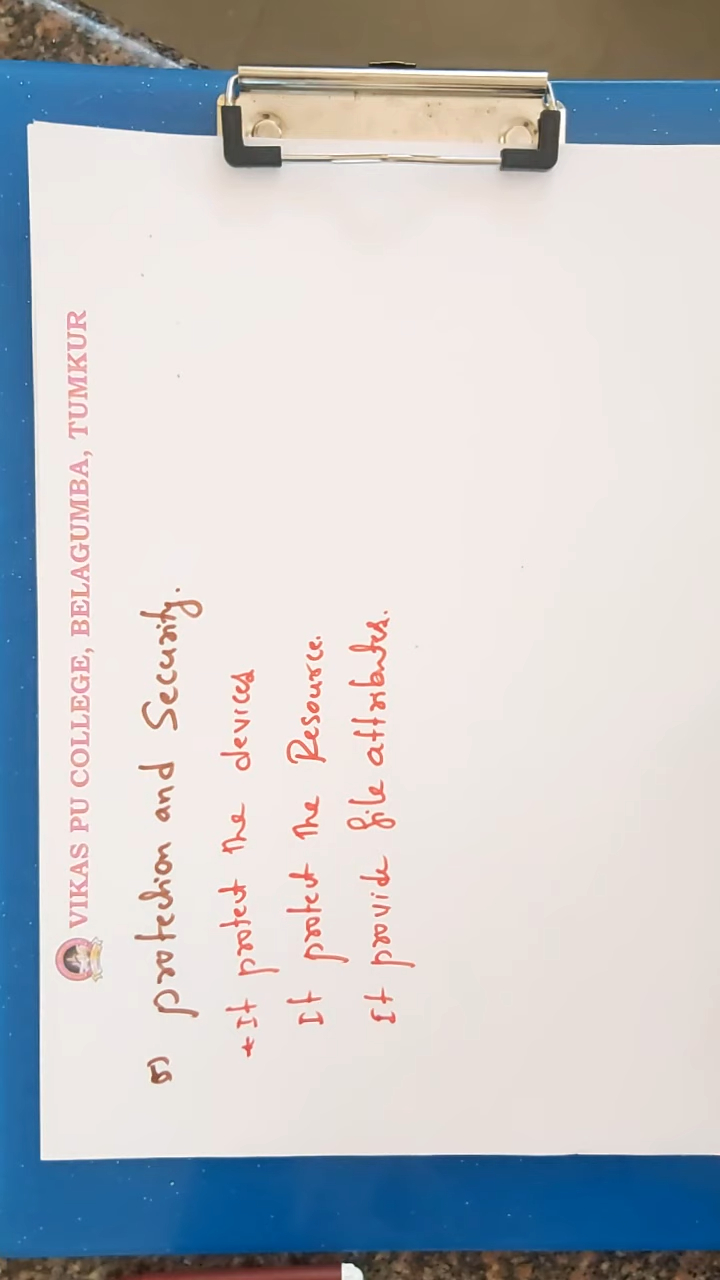 VIKAS PU COLLEGE, BELAGUMBA, TUMKUR
5) protection and Security.
* It protect the devices
It protect the Resource.
It provide file attributes.